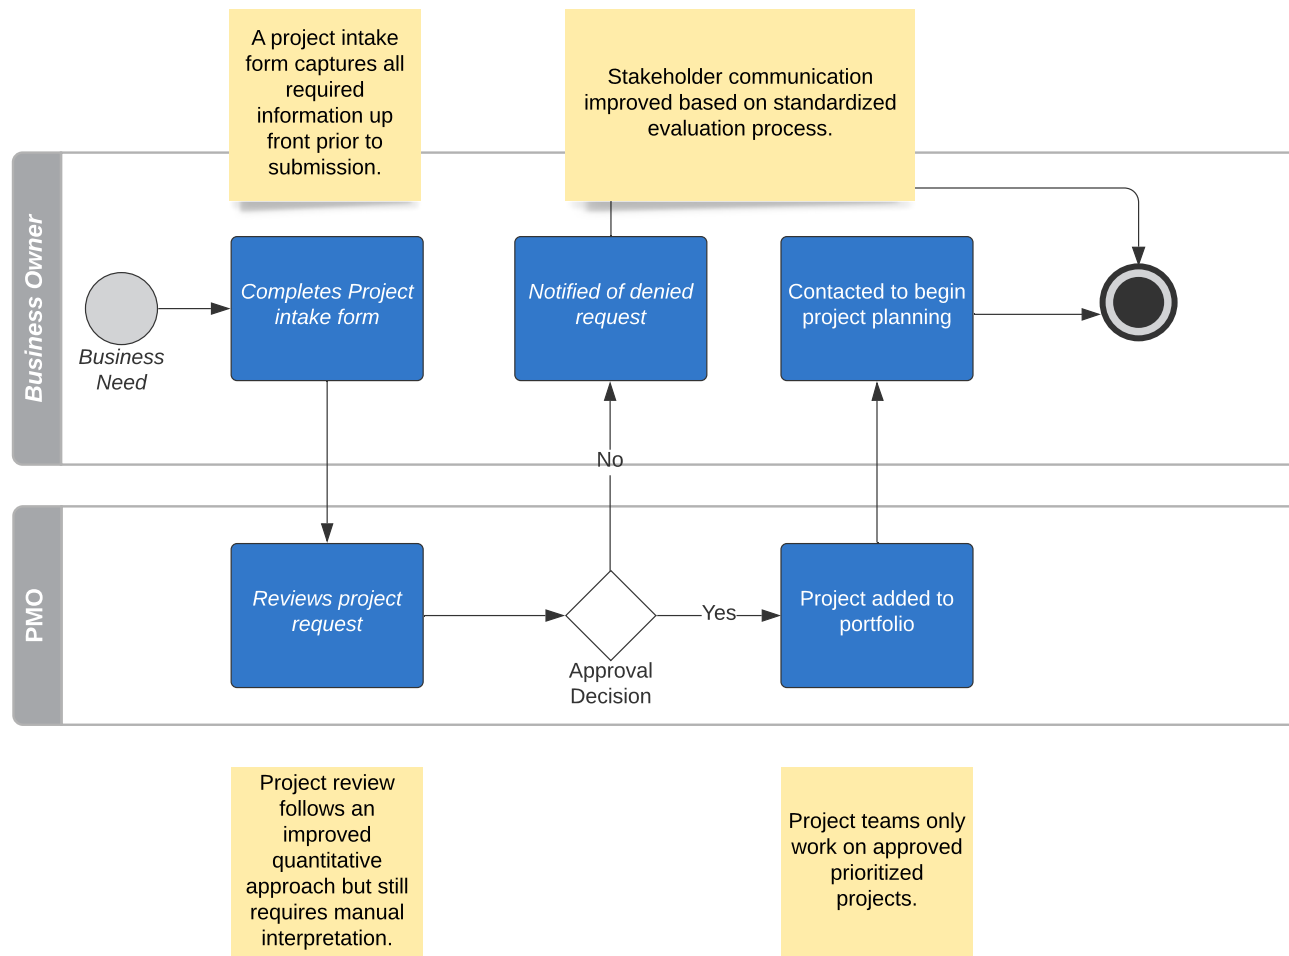 A project intake
form captures all
required
information up
front prior to
submission.
Stakeholder communication
improved based on standardized
evaluation process.
Business Owner
Business
Need
Completes Project
intake form
Notified of denied
request
Contacted to begin
project planning
No
PMO
Reviews project
request
Approval
Decision
Yes
Project added to
portfolio
Project review
follows an
improved
quantitative
approach but still
requires manual
interpretation.
Project teams only
work on approved
prioritized
projects.